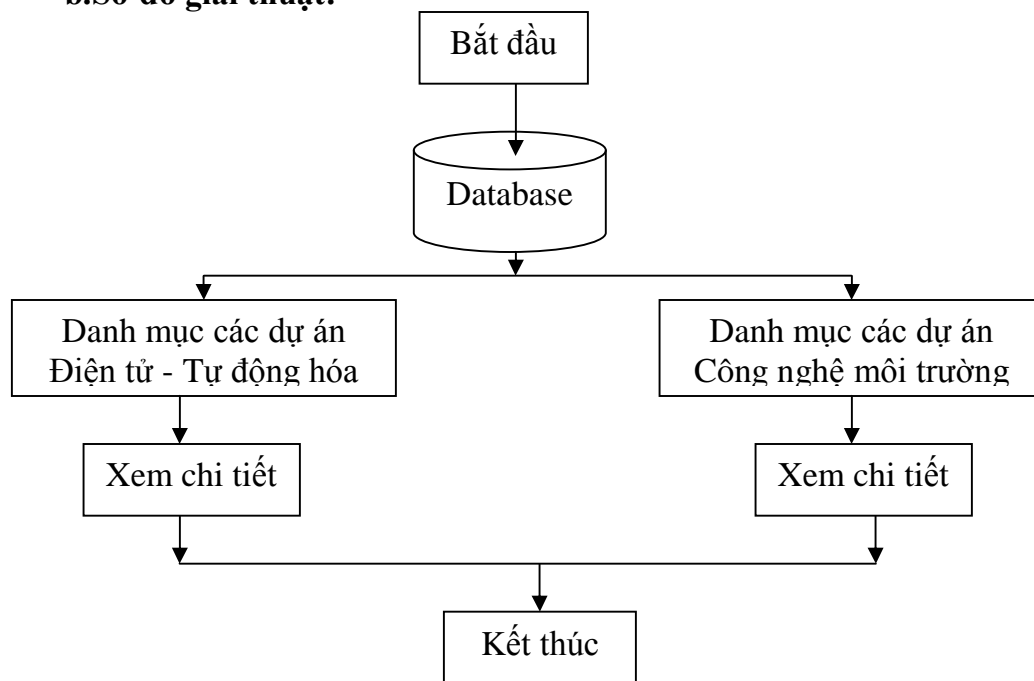 b.Sơ đồ giải thuật:
Bắt đầu
Database
Danh mục các dự án
Điện tử - Tự động hóa
Danh mục các dự án
Công nghệ môi trường
Xem chi tiết
Xem chi tiết
Kết thúc